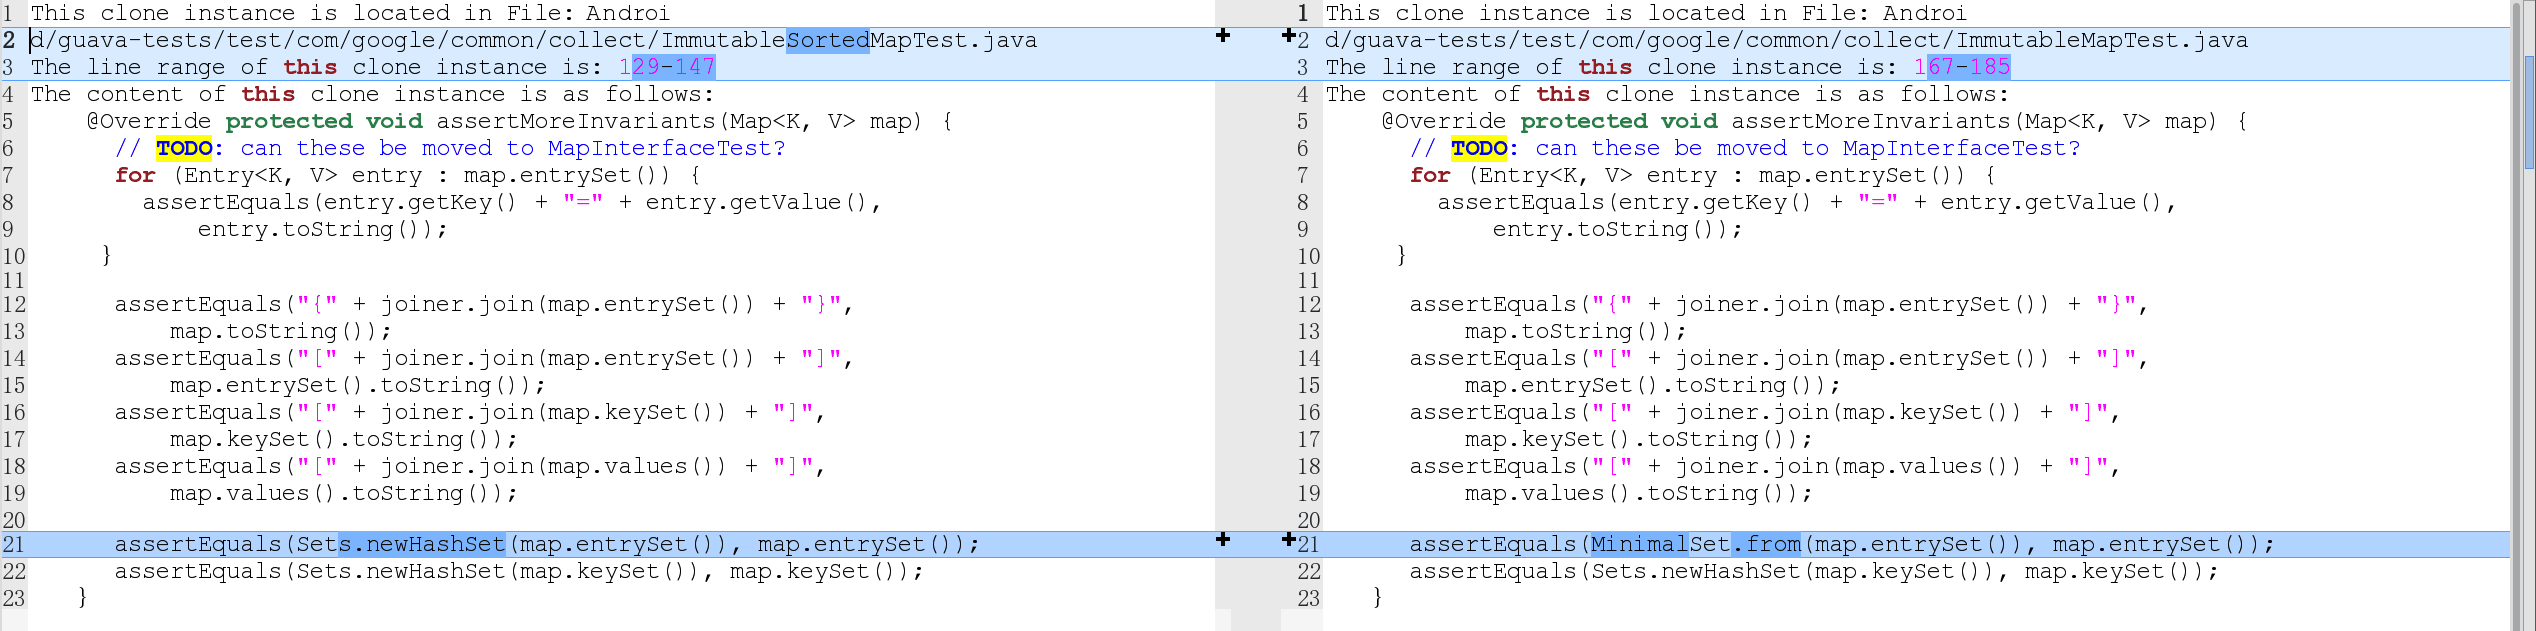 1 This clone instance is located in File: Androi
2 d/guava-tests/test/com/google/common/collect/ImmutableSortedMapTest.java
3 The line range of this clone instance is: 129-147
4 The content of this clone instance is as follows:
5 @Override protected void assertMoreInvariants(Map<K, V> map) {
6 // TODO: can these be moved to MapInterfaceTest?
7 for (Entry<K, V> entry : map.entrySet()) {
8 assertEquals(entry.getKey() + "=" + entry.getValue(),
9 entry.toString());
10 }
11
12 assertEquals("{" + joiner.join(map.entrySet()) + "}",
13 map.toString());
14 assertEquals("[" + joiner.join(map.entrySet()) + "]",
15 map.entrySet().toString());
16 assertEquals("[" + joiner.join(map.keySet()) + "]",
17 map.keySet().toString());
18 assertEquals("[" + joiner.join(map.values()) + "]",
19 map.values().toString());
20
21 assertEquals(Sets.newHashSet(map.entrySet()), map.entrySet());
22 assertEquals(Sets.newHashSet(map.keySet()), map.keySet());
23 }
1 This clone instance is located in File: Androi
2 d/guava-tests/test/com/google/common/collect/ImmutableMapTest.java
3 The line range of this clone instance is: 167-185
4 The content of this clone instance is as follows:
5 @Override protected void assertMoreInvariants(Map<K, V> map) {
6 // TODO: can these be moved to MapInterfaceTest?
7 for (Entry<K, V> entry : map.entrySet()) {
8 assertEquals(entry.getKey() + "=" + entry.getValue(),
9 entry.toString());
10 }
11
12 assertEquals("{" + joiner.join(map.entrySet()) + "}",
13 map.toString());
14 assertEquals("[" + joiner.join(map.entrySet()) + "]",
15 map.entrySet().toString());
16 assertEquals("[" + joiner.join(map.keySet()) + "]",
17 map.keySet().toString());
18 assertEquals("[" + joiner.join(map.values()) + "]",
19 map.values().toString());
20
21 assertEquals(MinimalSet.from(map.entrySet()), map.entrySet());
22 assertEquals(Sets.newHashSet(map.keySet()), map.keySet());
23 }